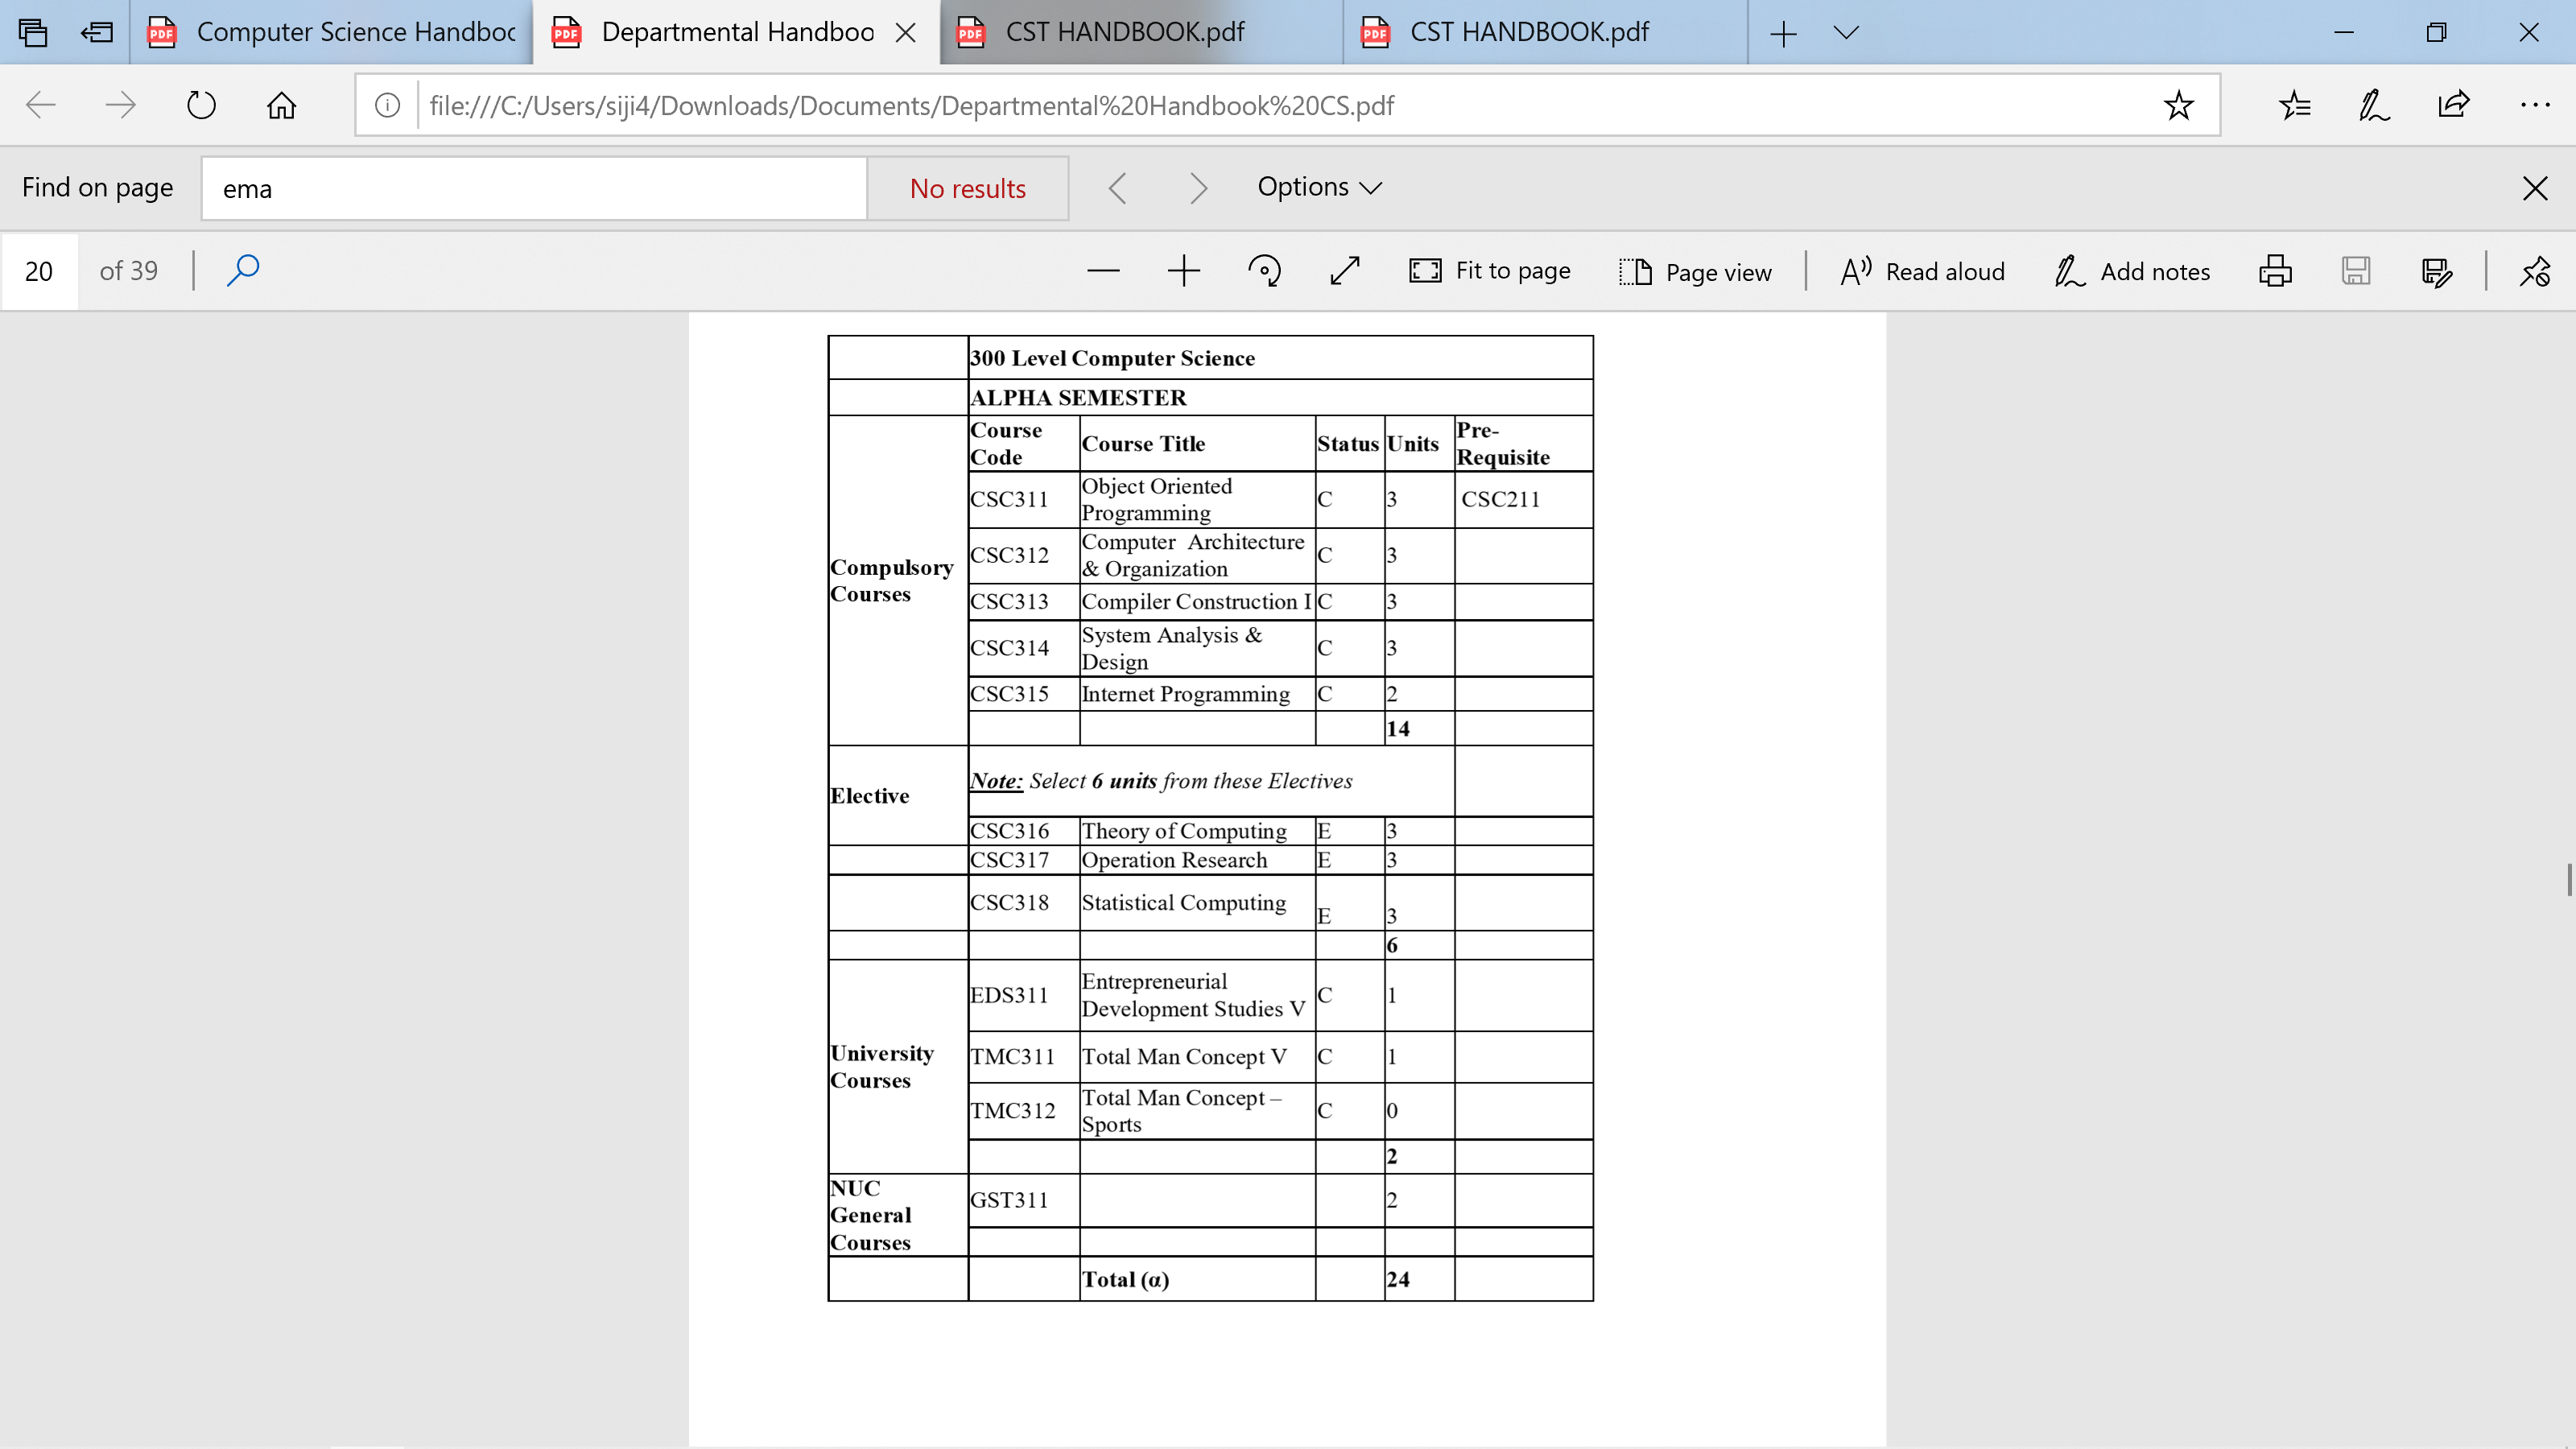 Computer Science Handboo
Departmental Handboo
CST HANDBOOK.pdf
CST HANDBOOK.pdf
file:///C:/Users/siji4/Downloads/Documents/Departmental%20Handbook%20CS.pdf
Find on page
ema
No results
Options
20
of 39
Fit to page
Page view
Read aloud
Add notes
300 Level Computer Science
ALPHA SEMESTER
Compulsory
Courses
Course
Code
Course Title
Status
Units
Pre-
Requisite
CSC311
Object Oriented
Programming
C
3
CSC211
CSC312
Computer Architecture
& Organization
C
3
CSC313
Compiler Construction I
C
3
CSC314
System Analysis &
Design
C
3
CSC315
Internet Programming
C
2
14
Elective
Note: Select 6 units from these Electives
CSC316
Theory of Computing
E
3
CSC317
Operation Research
E
3
CSC318
Statistical Computing
E
3
6
University
Courses
EDS311
Entrepreneurial
Development Studies V
C
1
TMC311
Total Man Concept V
C
1
TMC312
Total Man Concept –
Sports
C
0
2
NUC
General
Courses
GST311
2
Total (α)
24